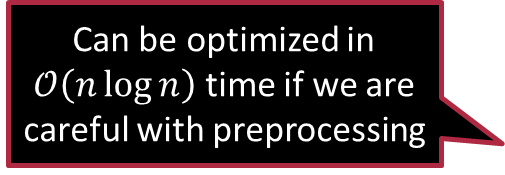 Can be optimized in
𝒪(n log n) time if we are
careful with preprocessing